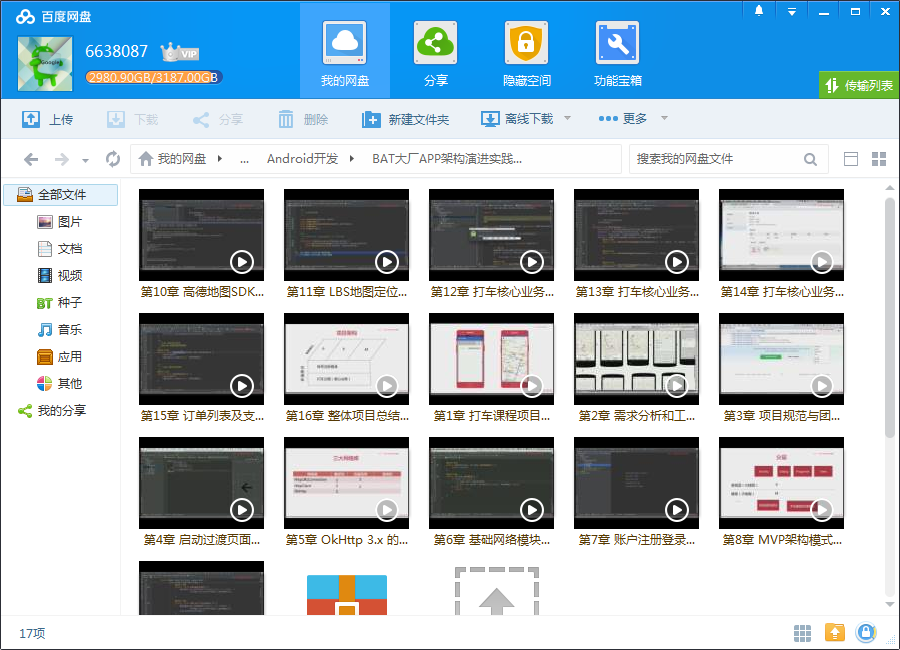 百度网盘
6638087
VIP
2980.90GB/3187.00GB
我的网盘
分享
隐藏空间
功能宝箱
传输列表
上传
下载
分享
删除
新建文件夹
离线下载
更多
我的网盘 ... Android开发 BAT大厂APP架构演进实践...
搜索我的网盘文件
全部文件
图片
文档
视频
BT 种子
音乐
应用
其他
我的分享
第10章 高德地图SDK...
第11章 LBS地图定位...
第12章 打车核心业务...
第13章 打车核心业务...
第14章 打车核心业务...
第15章 订单列表及支...
第16章 整体项目总结...
第1章 打车课程项目...
第2章 需求分析和工...
第3章 项目规范与团...
第4章 启动过渡页面...
第5章 OkHttp 3.x 的...
第6章 基础网络模块...
第7章 账户注册登录...
第8章 MVP架构模式...
17项